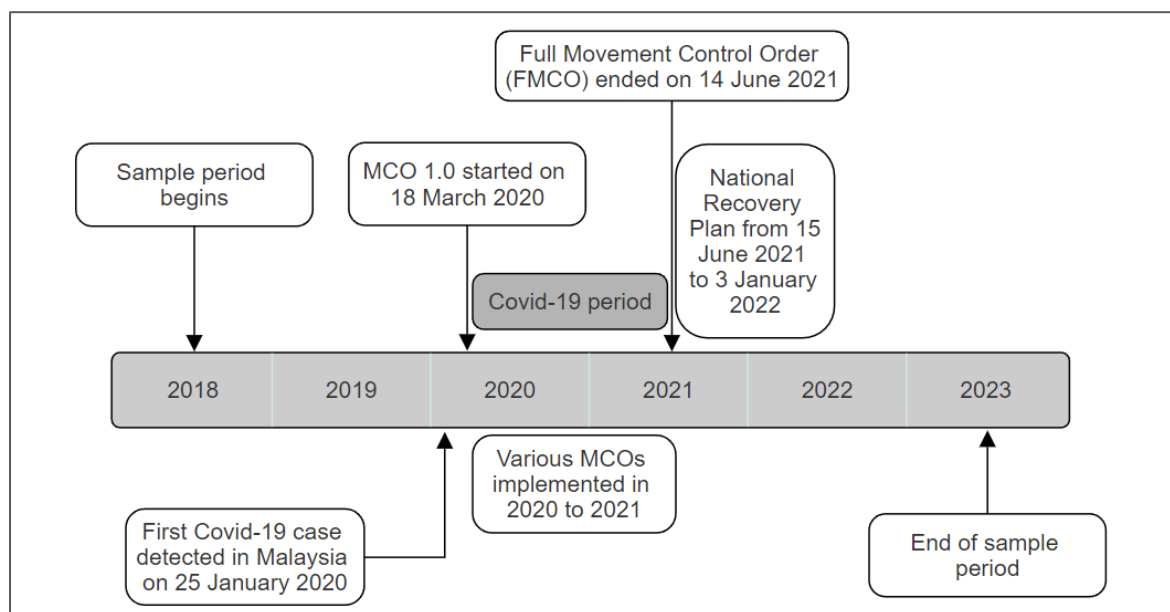 Full Movement Control Order
(FMCO) ended on 14 June 2021
Sample period
begins
MCO 1.0 started on
18 March 2020
National
Recovery
Plan from 15
June 2021
to 3 January
2022
Covid-19 period
2018
2019
2020
2021
2022
2023
Various MCOs
implemented in
2020 to 2021
First Covid-19 case
detected in Malaysia
on 25 January 2020
End of sample
period